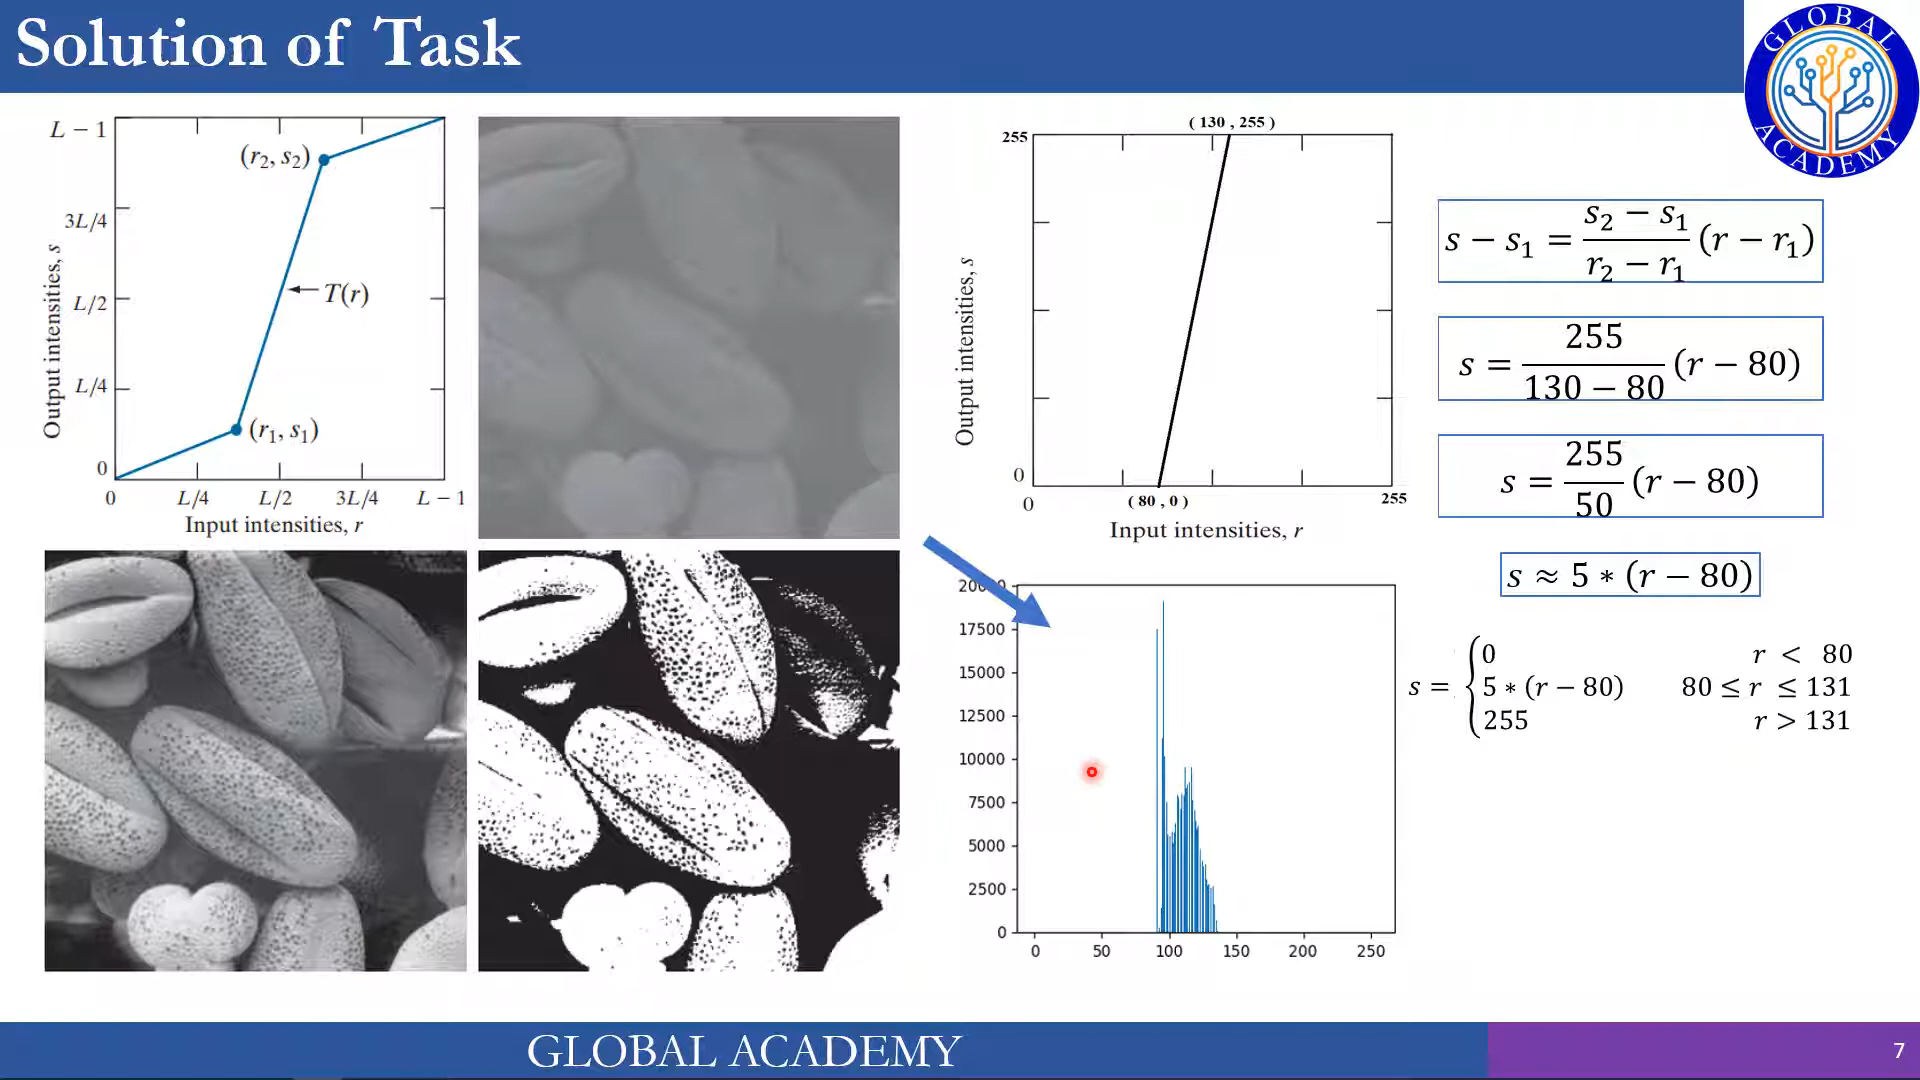 Solution of Task
GLOBAL ACADEMY
L − 1
(r₂, s₂)
3L/4
L/2
T(r)
L/4
(r₁, s₁)
0
Output intensities, s
0 L/4 L/2 3L/4 L − 1
Input intensities, r
( 130 , 255 )
255
Output intensities, s
0
0 ( 80 , 0 ) 255
Input intensities, r
s − s₁ = (s₂ − s₁)/(r₂ − r₁) (r − r₁)
s = 255/(130 − 80) (r − 80)
s = 255/50 (r − 80)
s ≈ 5 ∗ (r − 80)
s = { 0 r < 80
5 ∗ (r − 80) 80 ≤ r ≤ 131
255 r > 131
20000
17500
15000
12500
10000
7500
5000
2500
0
0 50 100 150 200 250
GLOBAL ACADEMY
7